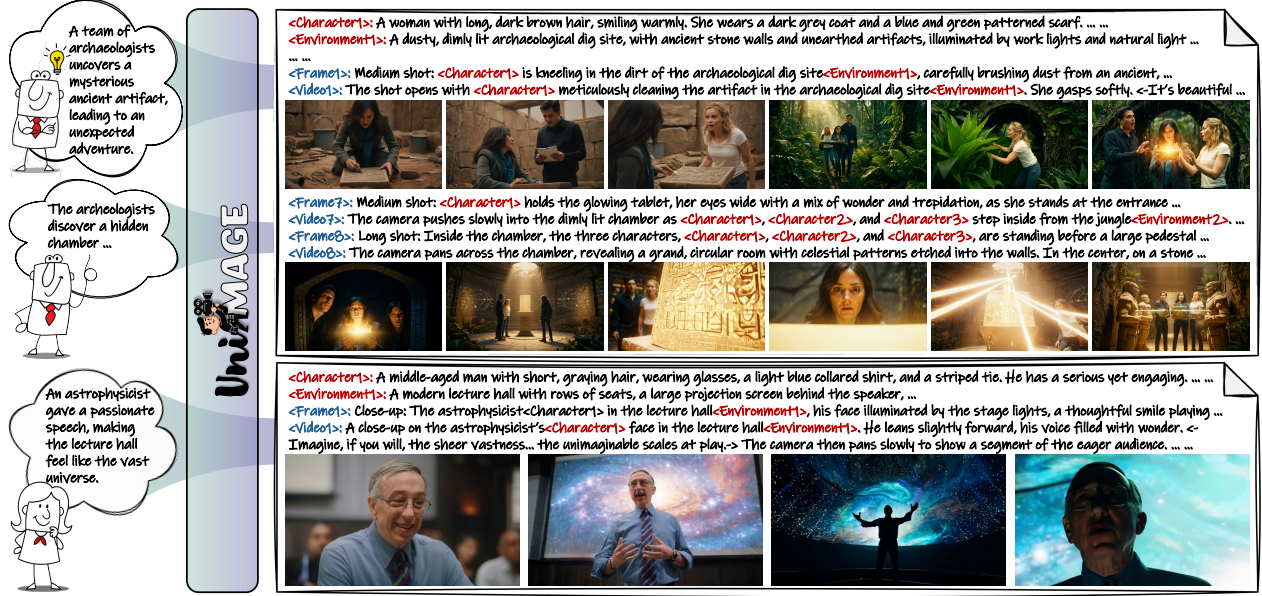 A team of
archaeologists
uncovers a
mysterious
ancient artifact,
leading to an
unexpected
adventure.
The archeologists
discover a hidden
chamber ...
An astrophysicist
gave a passionate
speech, making
the lecture hall
feel like the vast
universe.
UniMAGE
<Character1>: A woman with long, dark brown hair, smiling warmly. She wears a dark grey coat and a blue and green patterned scarf. ... ...
<Environment1>: A dusty, dimly lit archaeological dig site, with ancient stone walls and unearthed artifacts, illuminated by work lights and natural light ...
... ...
<Frame1>: Medium shot: <Character1> is kneeling in the dirt of the archaeological dig site<Environment1>, carefully brushing dust from an ancient, ...
<Video1>: The shot opens with <Character1> meticulously cleaning the artifact in the archaeological dig site<Environment1>. She gasps softly. <-It's beautiful ...
<Frame7>: Medium shot: <Character1> holds the glowing tablet, her eyes wide with a mix of wonder and trepidation, as she stands at the entrance ...
<Video7>: The camera pushes slowly into the dimly lit chamber as <Character1>, <Character2>, and <Character3> step inside from the jungle<Environment2>. ...
<Frame8>: Long shot: Inside the chamber, the three characters, <Character1>, <Character2>, and <Character3>, are standing before a large pedestal ...
<Video8>: The camera pans across the chamber, revealing a grand, circular room with celestial patterns etched into the walls. In the center, on a stone ...
<Character1>: A middle-aged man with short, graying hair, wearing glasses, a light blue collared shirt, and a striped tie. He has a serious yet engaging. ... ...
<Environment1>: A modern lecture hall with rows of seats, a large projection screen behind the speaker, ...
<Frame1>: Close-up: The astrophysicist<Character1> in the lecture hall<Environment1>, his face illuminated by the stage lights, a thoughtful smile playing ...
<Video1>: A close-up on the astrophysicist's<Character1> face in the lecture hall<Environment1>. He leans slightly forward, his voice filled with wonder. <-
Imagine, if you will, the sheer vastness... the unimaginable scales at play.-> The camera then pans slowly to show a segment of the eager audience. ... ...